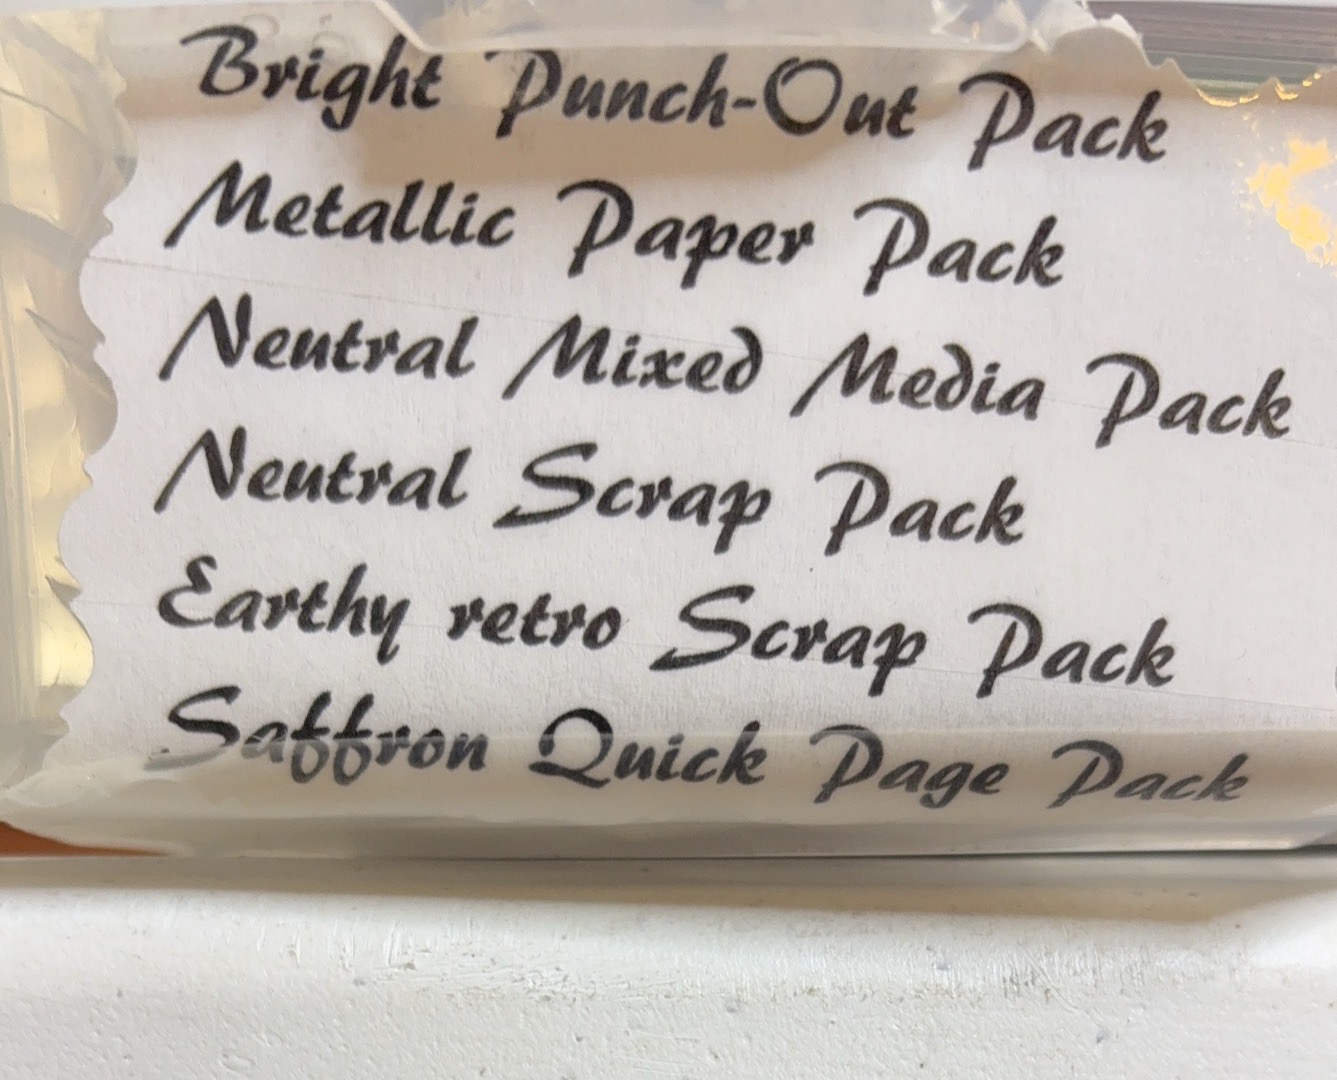 Bright Punch-Out Pack
Metallic Paper Pack
Neutral Mixed Media Pack
Neutral Scrap Pack
Earthy retro Scrap Pack
Saffron Quick Page Pack